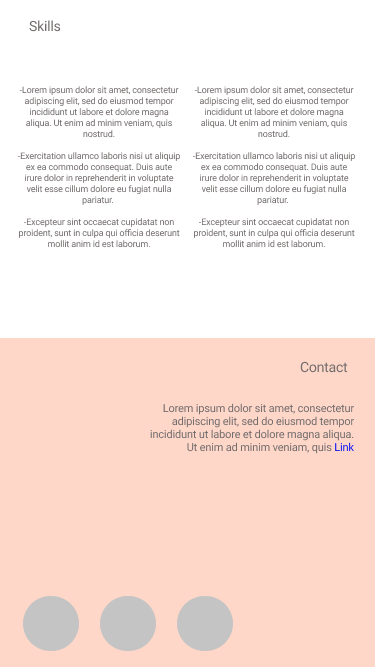 Skills
-Lorem ipsum dolor sit amet, consectetur
adipiscing elit, sed do eiusmod tempor
incididunt ut labore et dolore magna
aliqua. Ut enim ad minim veniam, quis
nostrud.
-Exercitation ullamco laboris nisi ut aliquip
ex ea commodo consequat. Duis aute
irure dolor in reprehenderit in voluptate
velit esse cillum dolore eu fugiat nulla
pariatur.
-Excepteur sint occaecat cupidatat non
proident, sunt in culpa qui officia deserunt
mollit anim id est laborum.
-Lorem ipsum dolor sit amet, consectetur
adipiscing elit, sed do eiusmod tempor
incididunt ut labore et dolore magna
aliqua. Ut enim ad minim veniam, quis
nostrud.
-Exercitation ullamco laboris nisi ut aliquip
ex ea commodo consequat. Duis aute
irure dolor in reprehenderit in voluptate
velit esse cillum dolore eu fugiat nulla
pariatur.
-Excepteur sint occaecat cupidatat non
proident, sunt in culpa qui officia deserunt
mollit anim id est laborum.
Contact
Lorem ipsum dolor sit amet, consectetur
adipiscing elit, sed do eiusmod tempor
incididunt ut labore et dolore magna aliqua.
Ut enim ad minim veniam, quis Link